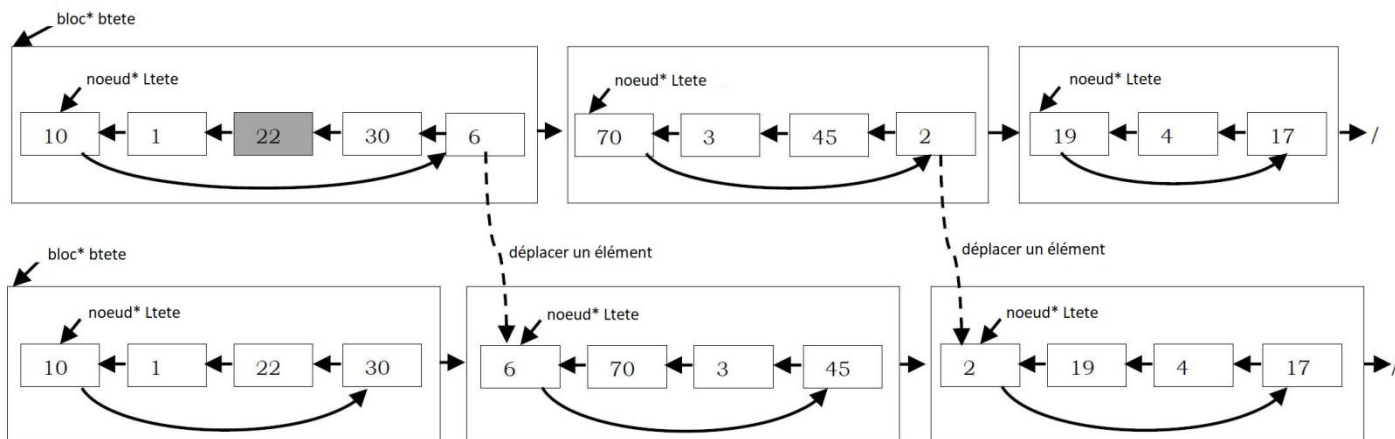 bloc* btete
noeud* Ltete
noeud* Ltete
noeud* Ltete
10 1 22 30 6
70 3 45 2
19 4 17 /
déplacer un élément
déplacer un élément
bloc* btete
noeud* Ltete
noeud* Ltete
noeud* Ltete
10 1 22 30
6 70 3 45
2 19 4 17 /